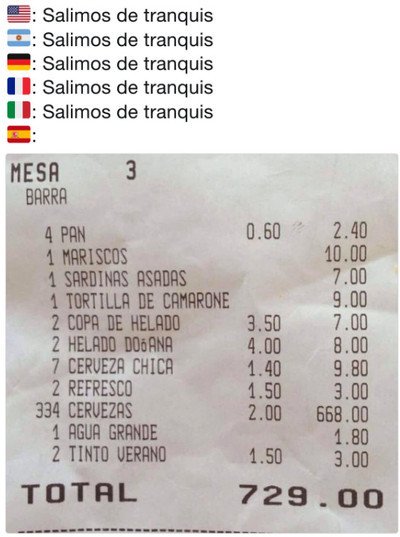 🇺🇸: Salimos de tranquis
🇦🇷: Salimos de tranquis
🇩🇪: Salimos de tranquis
🇫🇷: Salimos de tranquis
🇮🇹: Salimos de tranquis
🇪🇸:
MESA 3
BARRA
4 PAN 0.60 2.40
1 MARISCOS 10.00
1 SARDINAS ASADAS 7.00
1 TORTILLA DE CAMARONE 9.00
2 COPA DE HELADO 3.50 7.00
2 HELADO DOóANA 4.00 8.00
7 CERVEZA CHICA 1.40 9.80
2 REFRESCO 1.50 3.00
334 CERVEZAS 2.00 668.00
1 AGUA GRANDE 1.80
2 TINTO VERANO 1.50 3.00
TOTAL 729.00